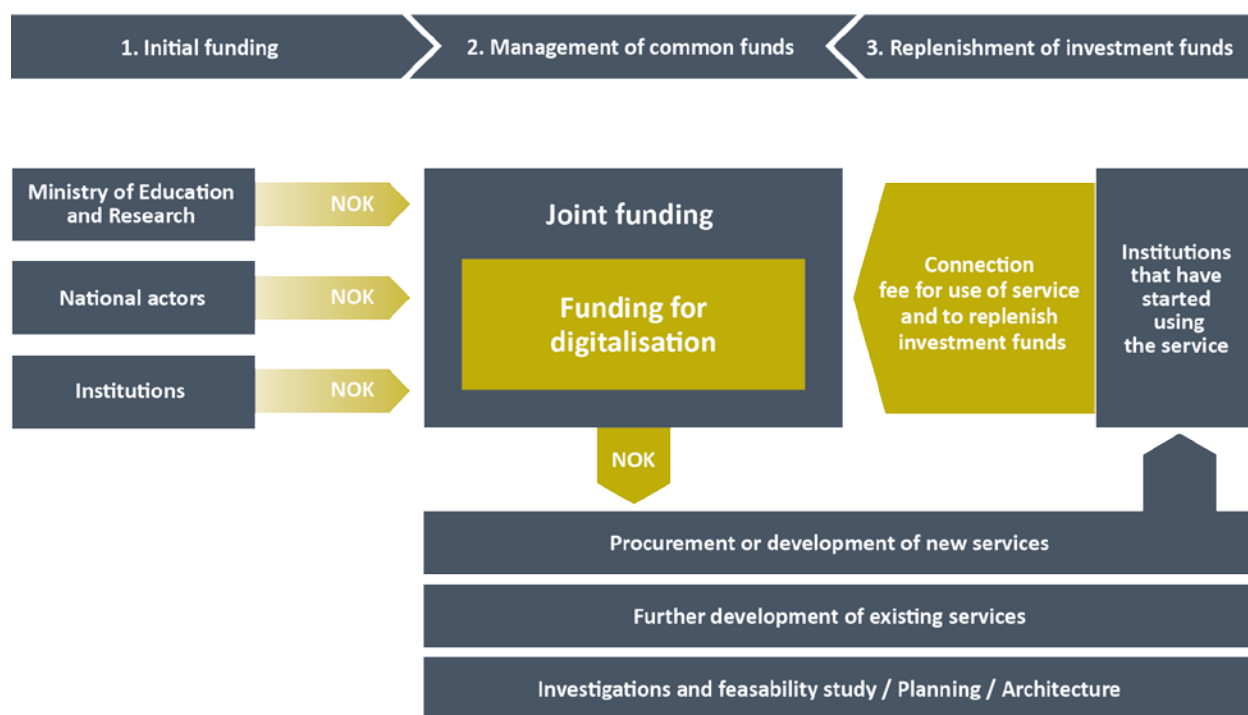 1. Initial funding
2. Management of common funds
3. Replenishment of investment funds
Ministry of Education
and Research
NOK
National actors
NOK
Institutions
NOK
Joint funding
Funding for
digitalisation
NOK
Connection
fee for use of service
and to replenish
investment funds
Institutions
that have
started
using
the service
Procurement or development of new services
Further development of existing services
Investigations and feasability study / Planning / Architecture